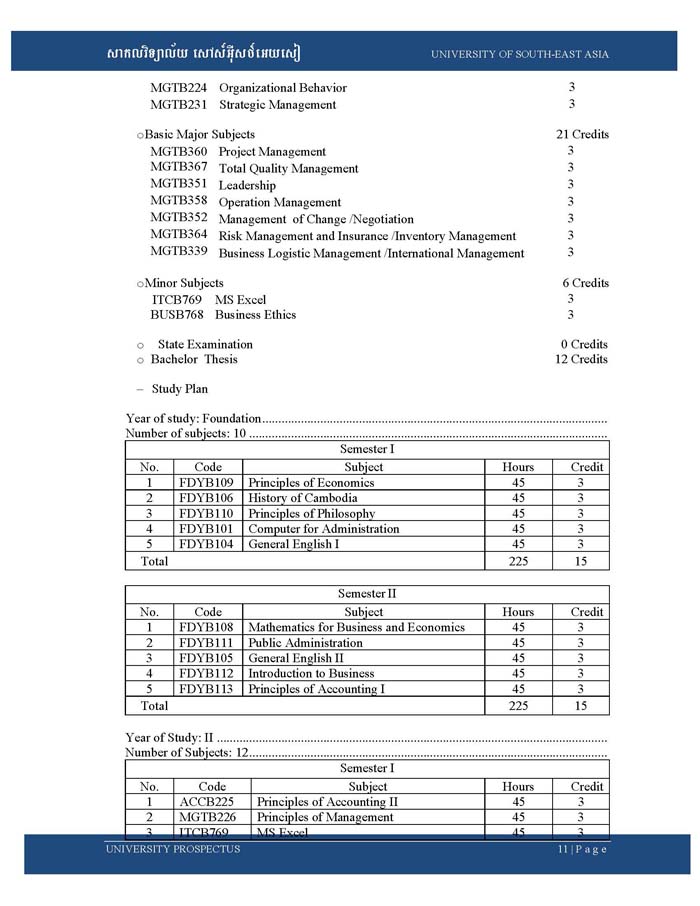 សាកលវិទ្យាល័យ សៅស៍អ៊ីសថ៍អេយសៀ UNIVERSITY OF SOUTH-EAST ASIA
MGTB224 Organizational Behavior 3
MGTB231 Strategic Management 3
oBasic Major Subjects 21 Credits
MGTB360 Project Management 3
MGTB367 Total Quality Management 3
MGTB351 Leadership 3
MGTB358 Operation Management 3
MGTB352 Management of Change /Negotiation 3
MGTB364 Risk Management and Insurance /Inventory Management 3
MGTB339 Business Logistic Management /International Management 3
oMinor Subjects 6 Credits
ITCB769 MS Excel 3
BUSB768 Business Ethics 3
o State Examination 0 Credits
o Bachelor Thesis 12 Credits
– Study Plan
Year of study: Foundation..........................................................................................................
Number of subjects: 10 ..............................................................................................................
Semester I
No. Code Subject Hours Credit
1 FDYB109 Principles of Economics 45 3
2 FDYB106 History of Cambodia 45 3
3 FDYB110 Principles of Philosophy 45 3
4 FDYB101 Computer for Administration 45 3
5 FDYB104 General English I 45 3
Total 225 15
Semester II
No. Code Subject Hours Credit
1 FDYB108 Mathematics for Business and Economics 45 3
2 FDYB111 Public Administration 45 3
3 FDYB105 General English II 45 3
4 FDYB112 Introduction to Business 45 3
5 FDYB113 Principles of Accounting I 45 3
Total 225 15
Year of Study: II ........................................................................................................................
Number of Subjects: 12..............................................................................................................
Semester I
No. Code Subject Hours Credit
1 ACCB225 Principles of Accounting II 45 3
2 MGTB226 Principles of Management 45 3
3 ITCB769 MS Excel 45 3
UNIVERSITY PROSPECTUS 11 | P a g e